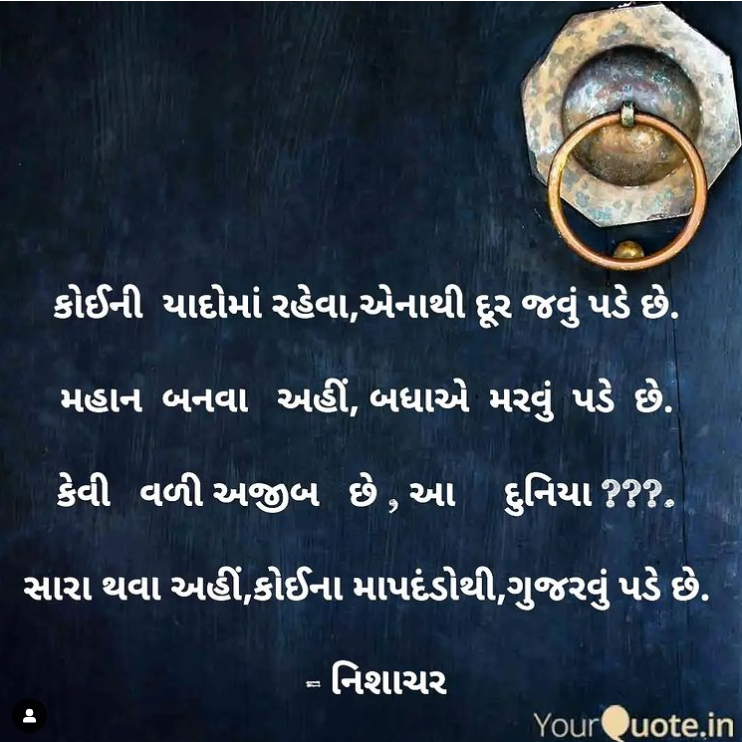 કોઈની યાદોમાં રહેવા,એનાથી દૂર જવું પડે છે.
મહાન બનવા અહીં, બધાએ મરવું પડે છે.
કેવી વળી અજીબ છે , આ દુનિયા ???.
સારા થવા અહીં,કોઈના માપદંડોથી,ગુજરવું પડે છે.
- નિશાચર
YourQuote.in